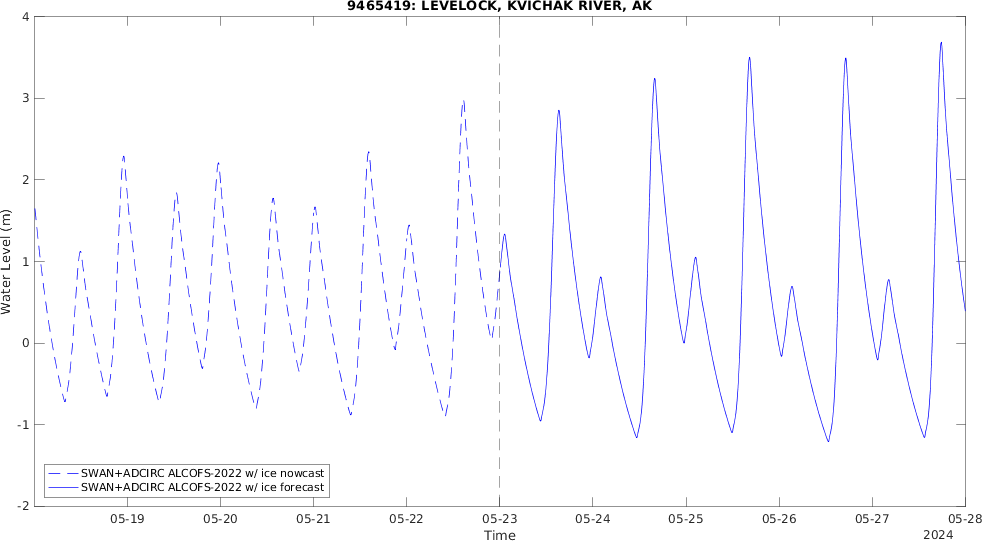 9465419: LEVELOCK, KVICHAK RIVER, AK
4
3
2
1
0
-1
-2
Water Level (m)
SWAN+ADCIRC ALCOFS-2022 w/ ice nowcast
SWAN+ADCIRC ALCOFS-2022 w/ ice forecast
05-19 05-20 05-21 05-22 05-23 05-24 05-25 05-26 05-27 05-28
Time
2024